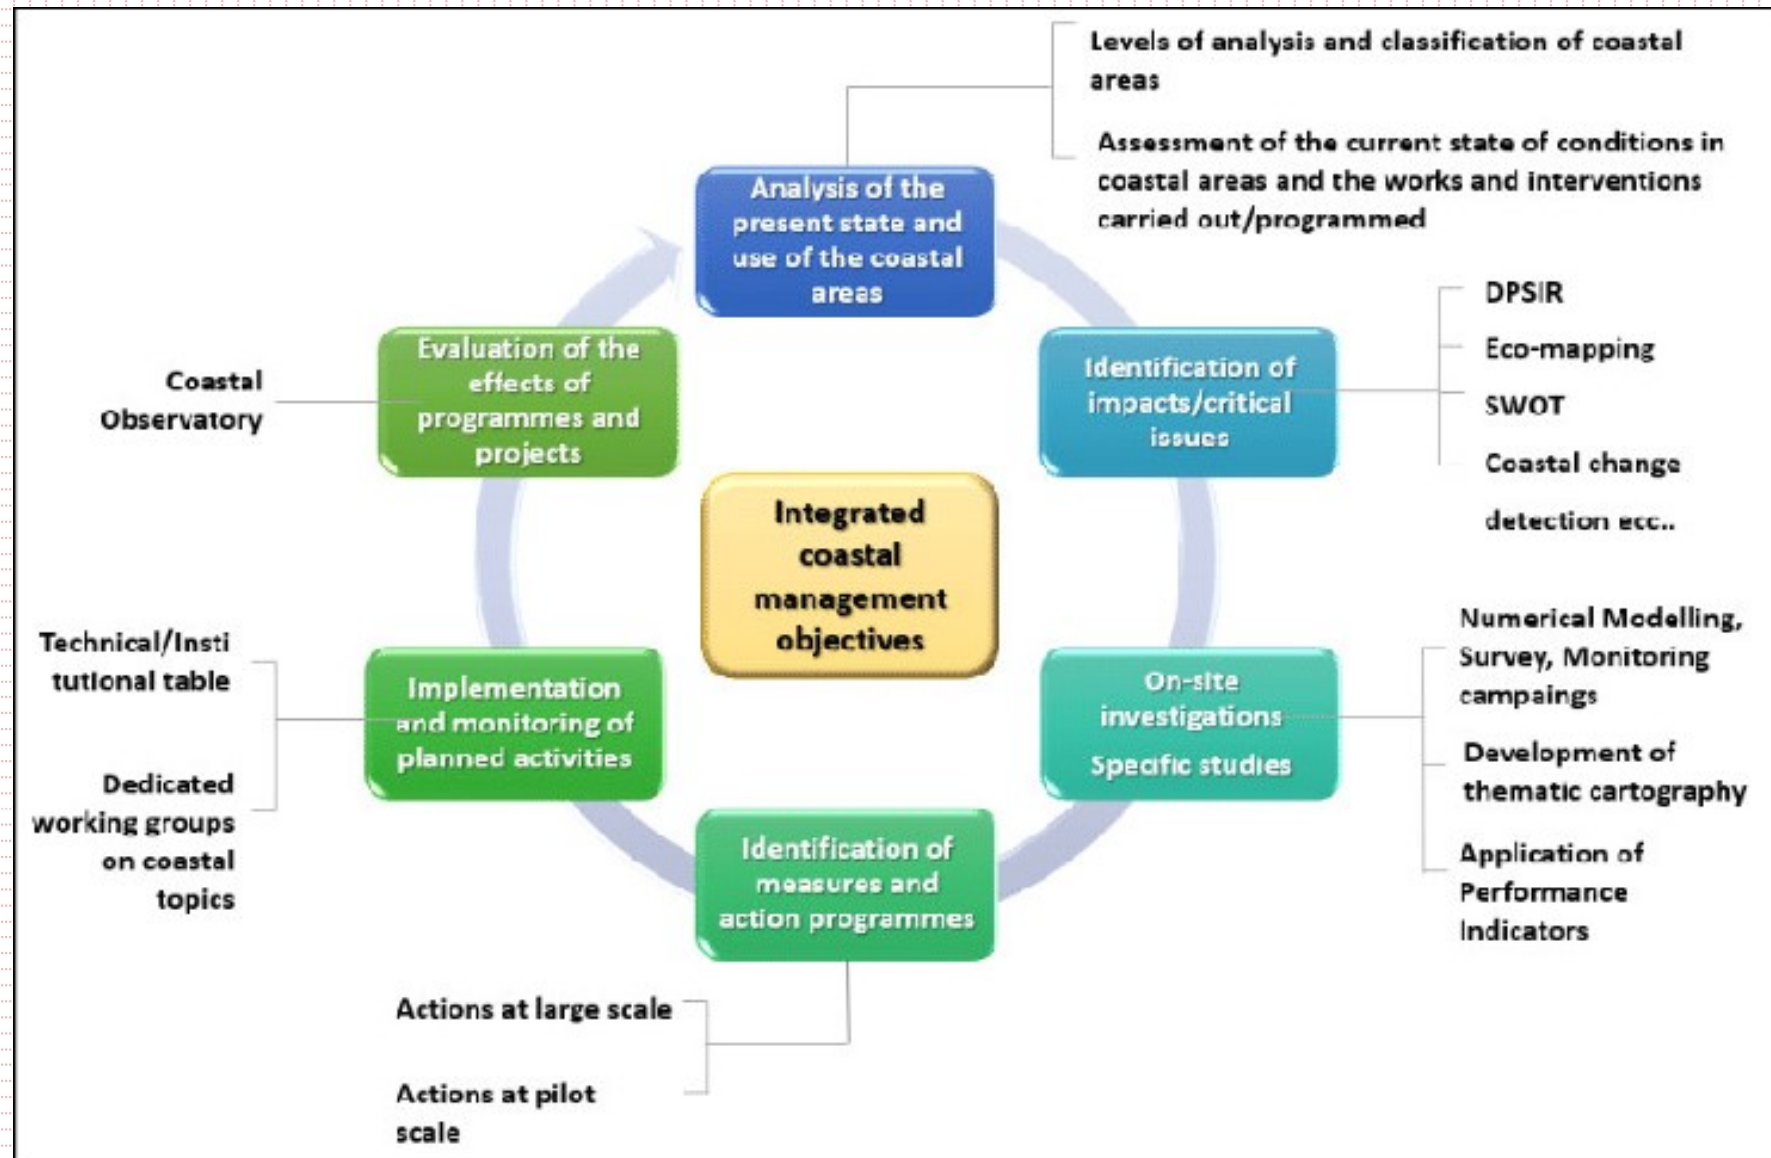 Levels of analysis and classification of coastal
areas
Assessment of the current state of conditions in
coastal areas and the works and interventions
carried out/programmed
Analysis of the
present state and
use of the coastal
areas
DPSIR
Eco-mapping
SWOT
Coastal change
detection ecc..
Identification of
impacts/critical
issues
Numerical Modelling,
Survey, Monitoring
campaings
Development of
thematic cartography
Application of
Performance
Indicators
On-site
investigations
Specific studies
Identification of
measures and
action programmes
Actions at large scale
Actions at pilot
scale
Implementation
and monitoring of
planned activities
Technical/Insti
tutional table
Dedicated
working groups
on coastal
topics
Evaluation of the
effects of
programmes and
projects
Coastal
Observatory
Integrated
coastal
management
objectives